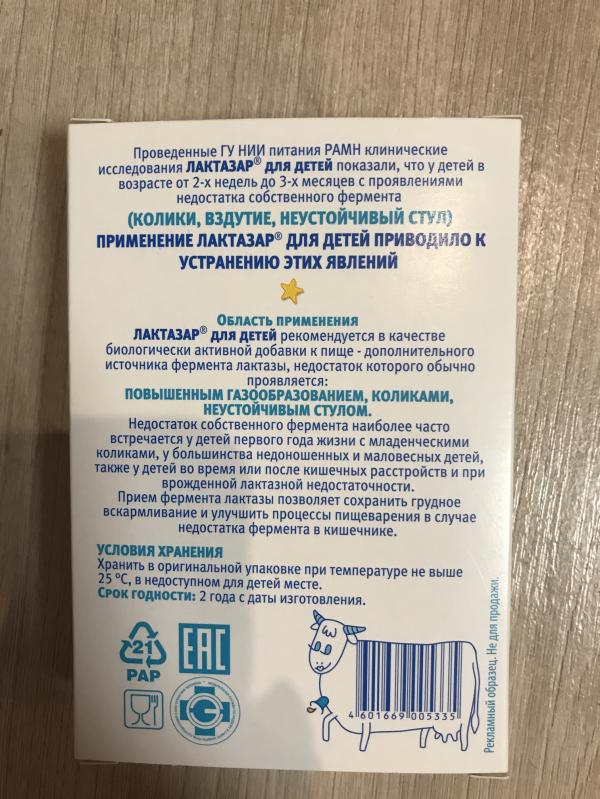 Проведенные ГУ НИИ питания РАМН клинические
исследования ЛАКТАЗАР® ДЛЯ ДЕТЕЙ показали, что у детей в
возрасте от 2-х недель до 3-х месяцев с проявлениями
недостатка собственного фермента
(КОЛИКИ, ВЗДУТИЕ, НЕУСТОЙЧИВЫЙ СТУЛ)
ПРИМЕНЕНИЕ ЛАКТАЗАР® ДЛЯ ДЕТЕЙ ПРИВОДИЛО К
УСТРАНЕНИЮ ЭТИХ ЯВЛЕНИЙ
ОБЛАСТЬ ПРИМЕНЕНИЯ
ЛАКТАЗАР® ДЛЯ ДЕТЕЙ рекомендуется в качестве
биологически активной добавки к пище - дополнительного
источника фермента лактазы, недостаток которого обычно
проявляется:
ПОВЫШЕННЫМ ГАЗООБРАЗОВАНИЕМ, КОЛИКАМИ,
НЕУСТОЙЧИВЫМ СТУЛОМ.
Недостаток собственного фермента наиболее часто
встречается у детей первого года жизни с младенческими
коликами, у большинства недоношенных и маловесных детей,
также у детей во время или после кишечных расстройств и при
врожденной лактазной недостаточности.
Прием фермента лактазы позволяет сохранить грудное
вскармливание и улучшить процессы пищеварения в случае
недостатка фермента в кишечнике.
УСЛОВИЯ ХРАНЕНИЯ
Хранить в оригинальной упаковке при температуре не выше
25 °С, в недоступном для детей месте.
СРОК ГОДНОСТИ: 2 года с даты изготовления.
21
PAP
EAC
4 601669 005335
Рекламный образец. Не для продажи.